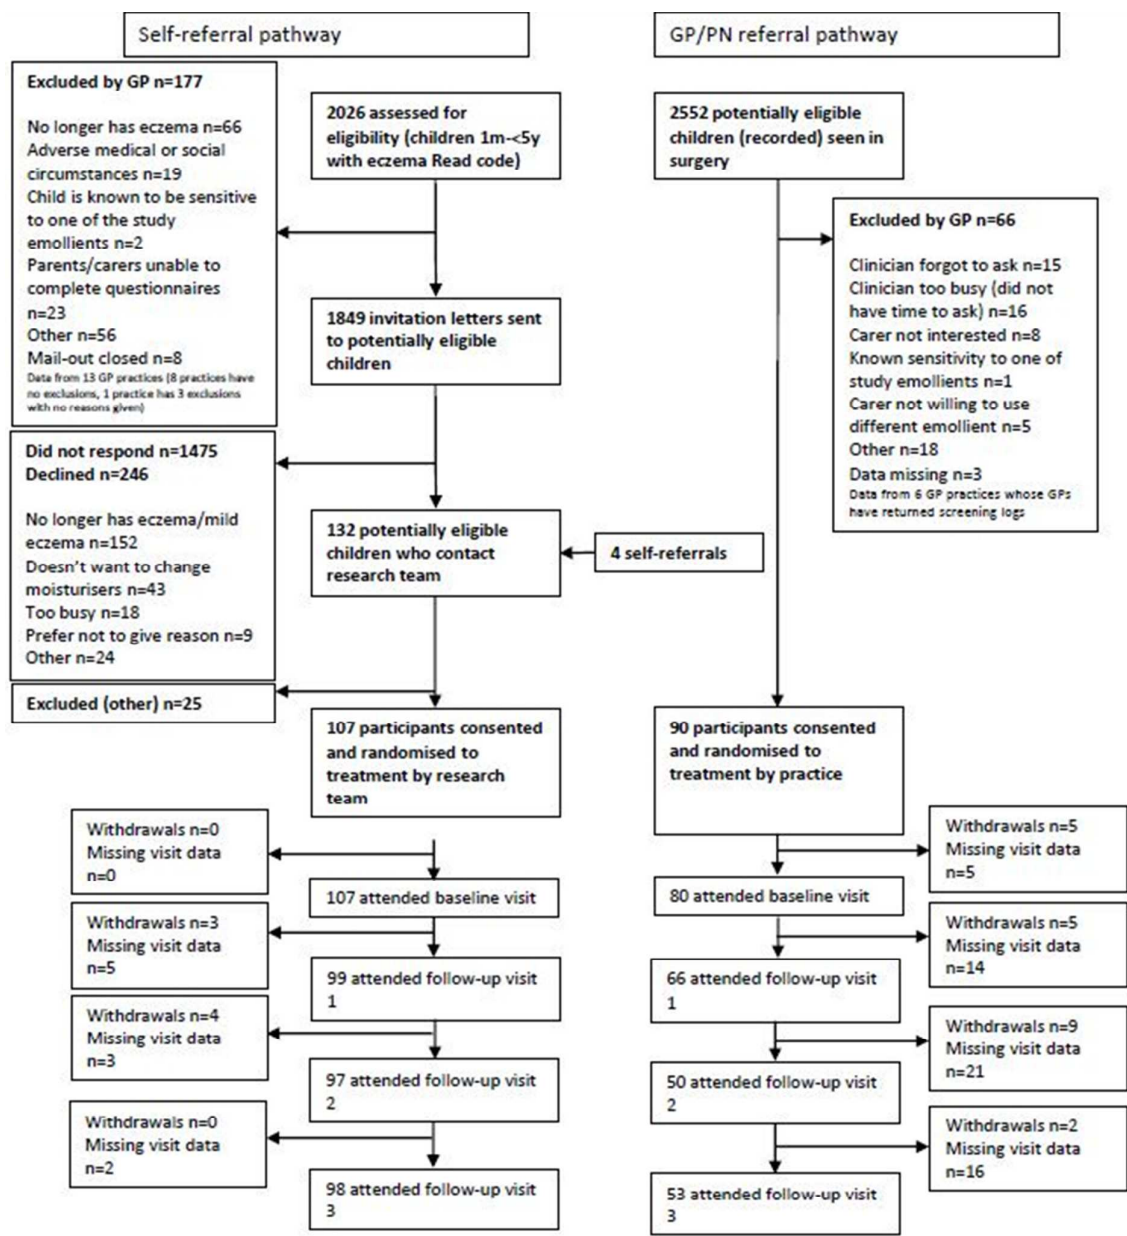 Self-referral pathway
GP/PN referral pathway
Excluded by GP n=177
No longer has eczema n=66
Adverse medical or social
circumstances n=19
Child is known to be sensitive
to one of the study
emollients n=2
Parents/carers unable to
complete questionnaires
n=23
Other n=56
Mail-out closed n=8
Data from 13 GP practices (8 practices have
no exclusions, 1 practice has 3 exclusions
with no reasons given)
2026 assessed for
eligibility (children 1m-<5y
with eczema Read code)
2552 potentially eligible
children (recorded) seen in
surgery
Excluded by GP n=66
Clinician forgot to ask n=15
Clinician too busy (did not
have time to ask) n=16
Carer not interested n=8
Known sensitivity to one of
study emollients n=1
Carer not willing to use
different emollient n=5
Other n=18
Data missing n=3
Data from 6 GP practices whose GPs
have returned screening logs
1849 invitation letters sent
to potentially eligible
children
Did not respond n=1475
Declined n=246
No longer has eczema/mild
eczema n=152
Doesn't want to change
moisturisers n=43
Too busy n=18
Prefer not to give reason n=9
Other n=24
132 potentially eligible
children who contact
research team
4 self-referrals
Excluded (other) n=25
107 participants consented
and randomised to
treatment by research
team
90 participants consented
and randomised to
treatment by practice
Withdrawals n=0
Missing visit data
n=0
Withdrawals n=5
Missing visit data
n=5
107 attended baseline visit
80 attended baseline visit
Withdrawals n=3
Missing visit data
n=5
Withdrawals n=5
Missing visit data
n=14
99 attended follow-up visit
1
66 attended follow-up visit
1
Withdrawals n=4
Missing visit data
n=3
Withdrawals n=9
Missing visit data
n=21
97 attended follow-up visit
2
50 attended follow-up visit
2
Withdrawals n=0
Missing visit data
n=2
Withdrawals n=2
Missing visit data
n=16
98 attended follow-up visit
3
53 attended follow-up visit
3